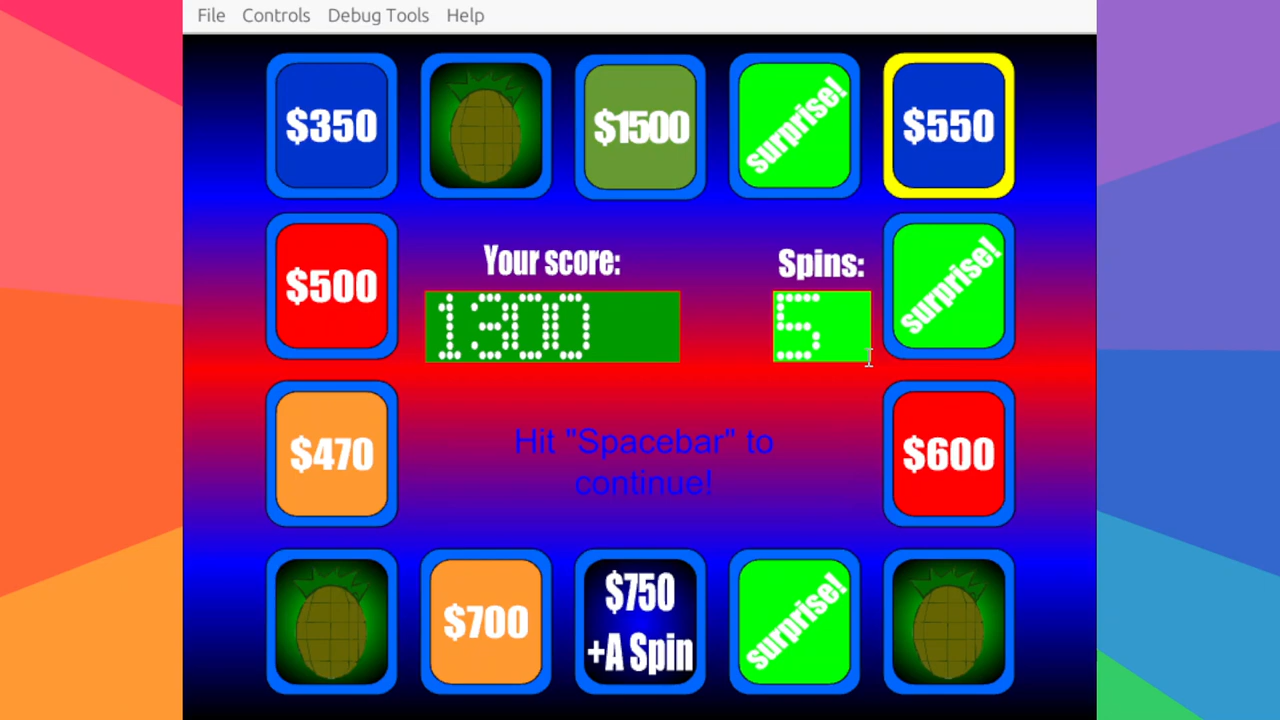 File Controls Debug Tools Help
$350
$1500
surprise!
$550
$500
Your score:
Spins:
surprise!
1300
5
$470
Hit "Spacebar" to
continue!
$600
$700
$750
+A Spin
surprise!